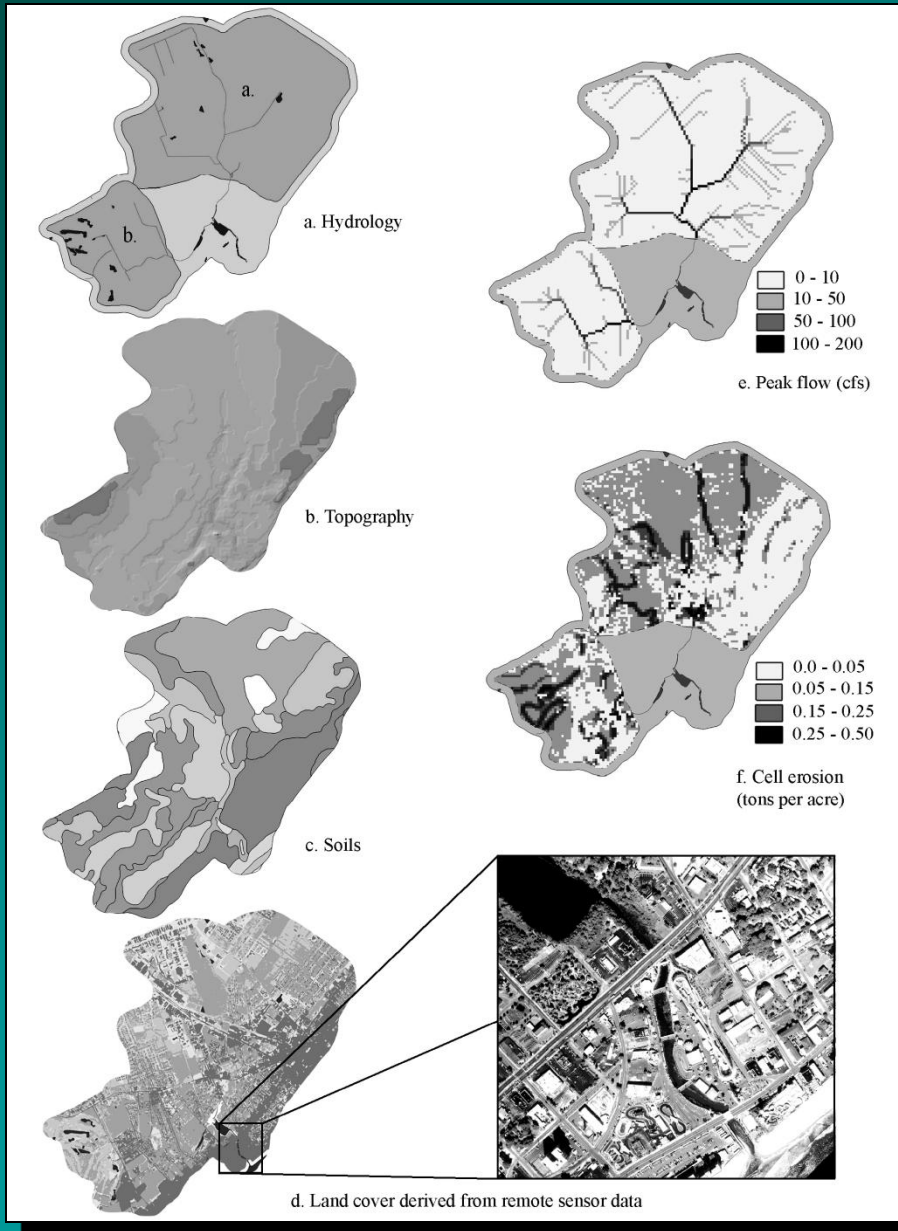 a.
b.
a. Hydrology
b. Topography
c. Soils
d. Land cover derived from remote sensor data
0 - 10
10 - 50
50 - 100
100 - 200
e. Peak flow (cfs)
0.0 - 0.05
0.05 - 0.15
0.15 - 0.25
0.25 - 0.50
f. Cell erosion
(tons per acre)